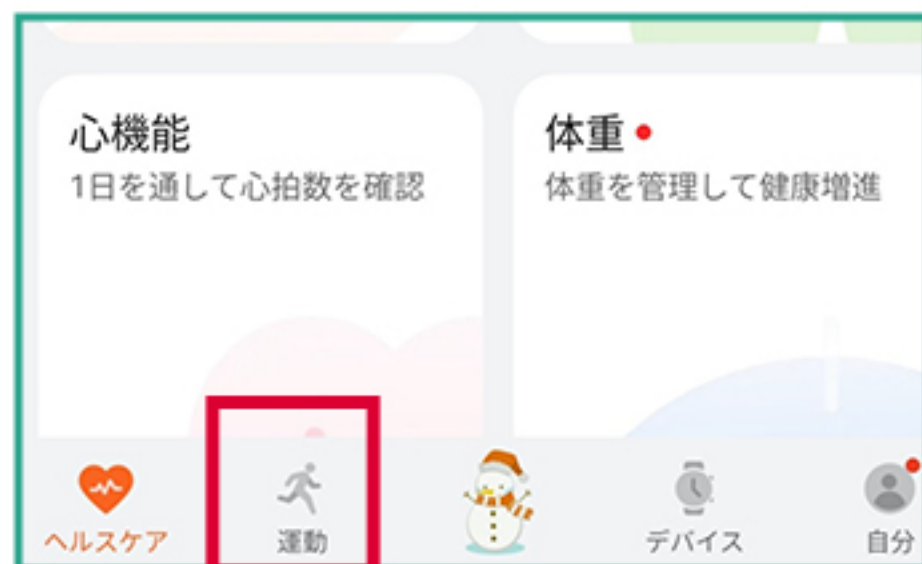 心機能
1日を通して心拍数を確認
体重
体重を管理して健康増進
ヘルスケア
運動
デバイス
自分